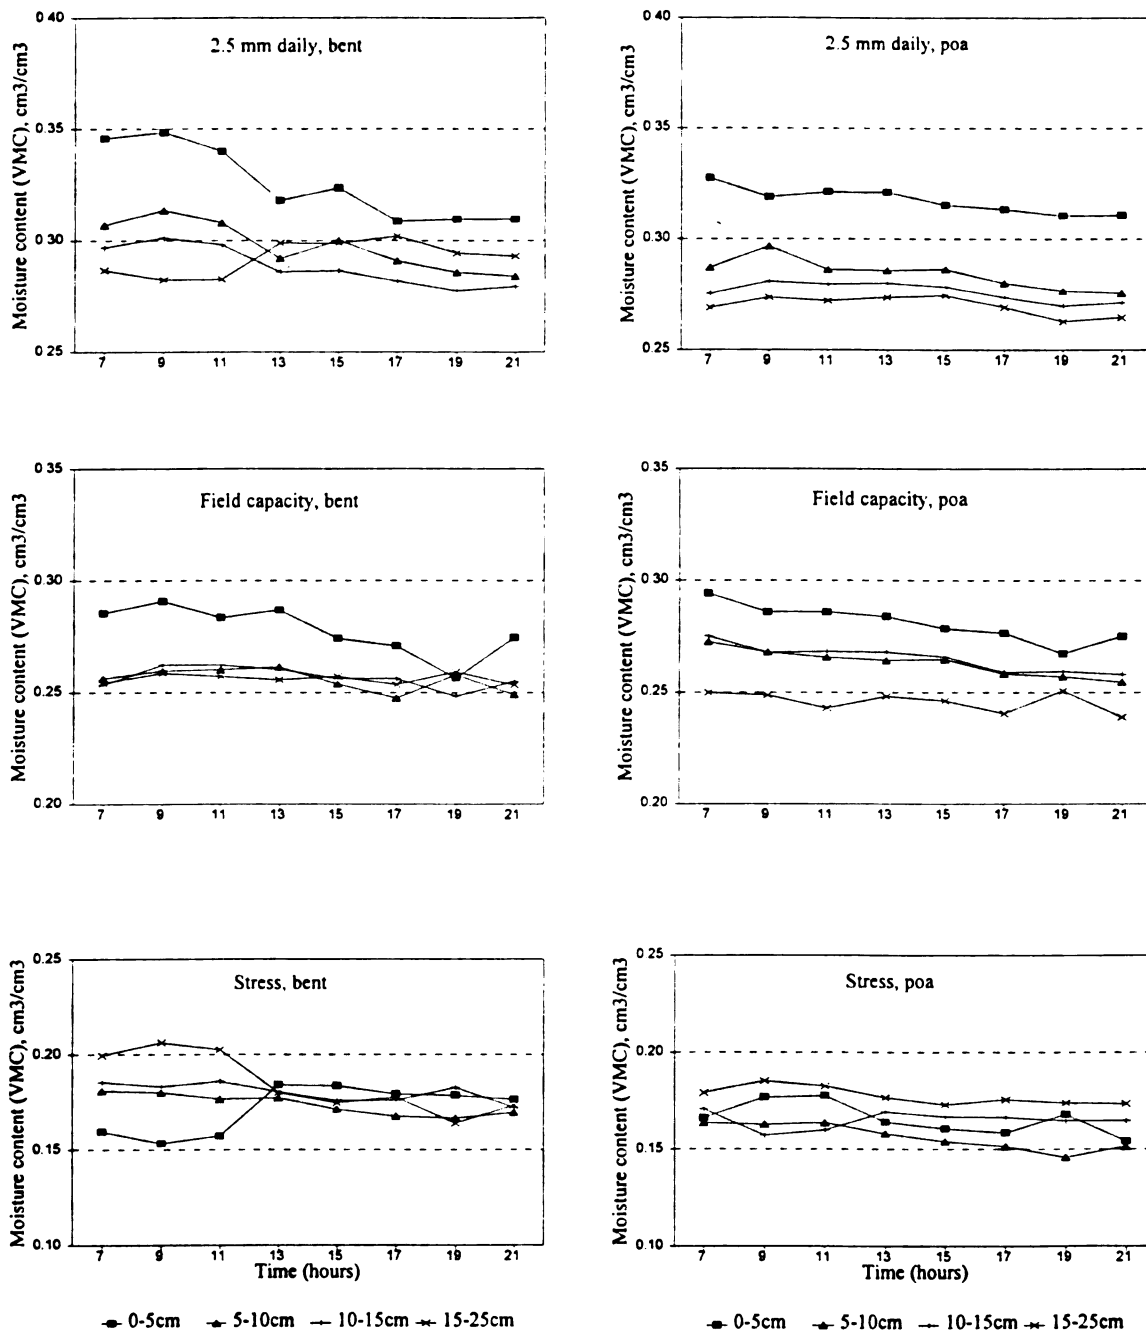 2.5 mm daily, bent
Moisture content (VMC), cm3/cm3
0.40
0.35
0.30
0.25
7 9 11 13 15 17 19 21
2.5 mm daily, poa
Moisture content (VMC), cm3/cm3
0.40
0.35
0.30
0.25
7 9 11 13 15 17 19 21
Field capacity, bent
Moisture content (VMC), cm3/cm3
0.35
0.30
0.25
0.20
7 9 11 13 15 17 19 21
Field capacity, poa
Moisture content (VMC), cm3/cm3
0.35
0.30
0.25
0.20
7 9 11 13 15 17 19 21
Stress, bent
Moisture content (VMC), cm3/cm3
0.25
0.20
0.15
0.10
7 9 11 13 15 17 19 21
Time (hours)
Stress, poa
Moisture content (VMC), cm3/cm3
0.25
0.20
0.15
0.10
7 9 11 13 15 17 19 21
Time (hours)
0-5cm 5-10cm 10-15cm 15-25cm
0-5cm 5-10cm 10-15cm 15-25cm